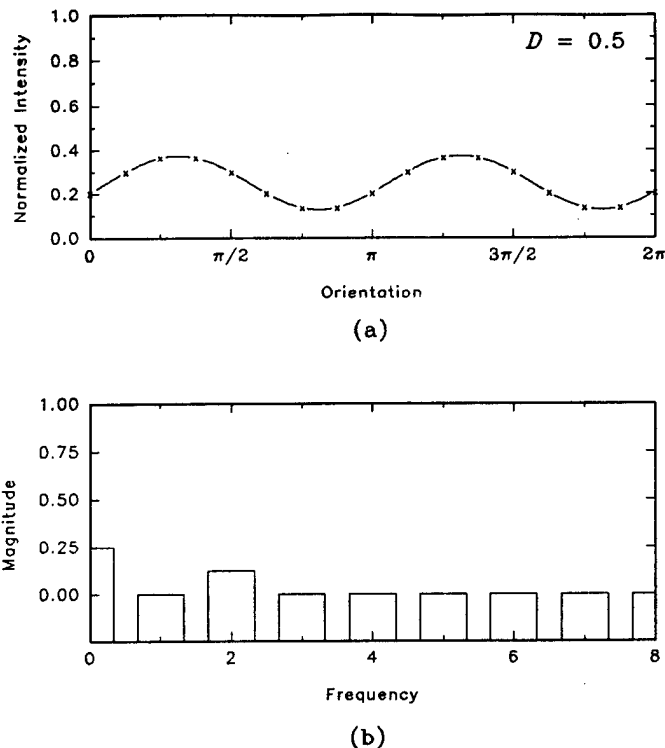 1.0
D = 0.5
0.8
0.6
0.4
0.2
0.0
Normalized Intensity
0 π/2 π 3π/2 2π
Orientation
(a)
1.00
0.75
0.50
0.25
0.00
Magnitude
0 2 4 6 8
Frequency
(b)